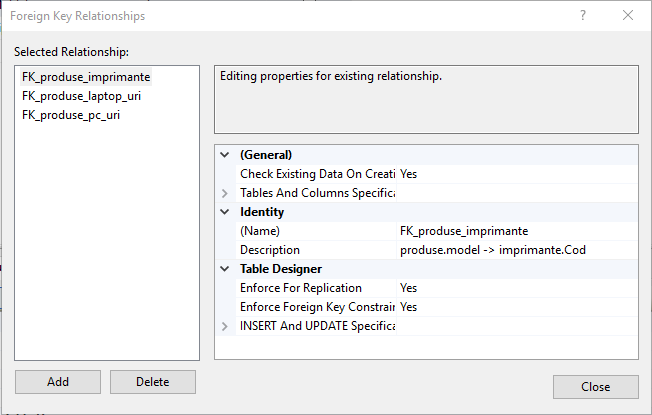 Foreign Key Relationships
?
Selected Relationship:
FK_produse_imprimante
FK_produse_laptop_uri
FK_produse_pc_uri
Add
Delete
Editing properties for existing relationship.
(General)
Check Existing Data On Creati Yes
Tables And Columns Specifica
Identity
(Name) FK_produse_imprimante
Description produse.model -> imprimante.Cod
Table Designer
Enforce For Replication Yes
Enforce Foreign Key Constrain Yes
INSERT And UPDATE Specifica
Close